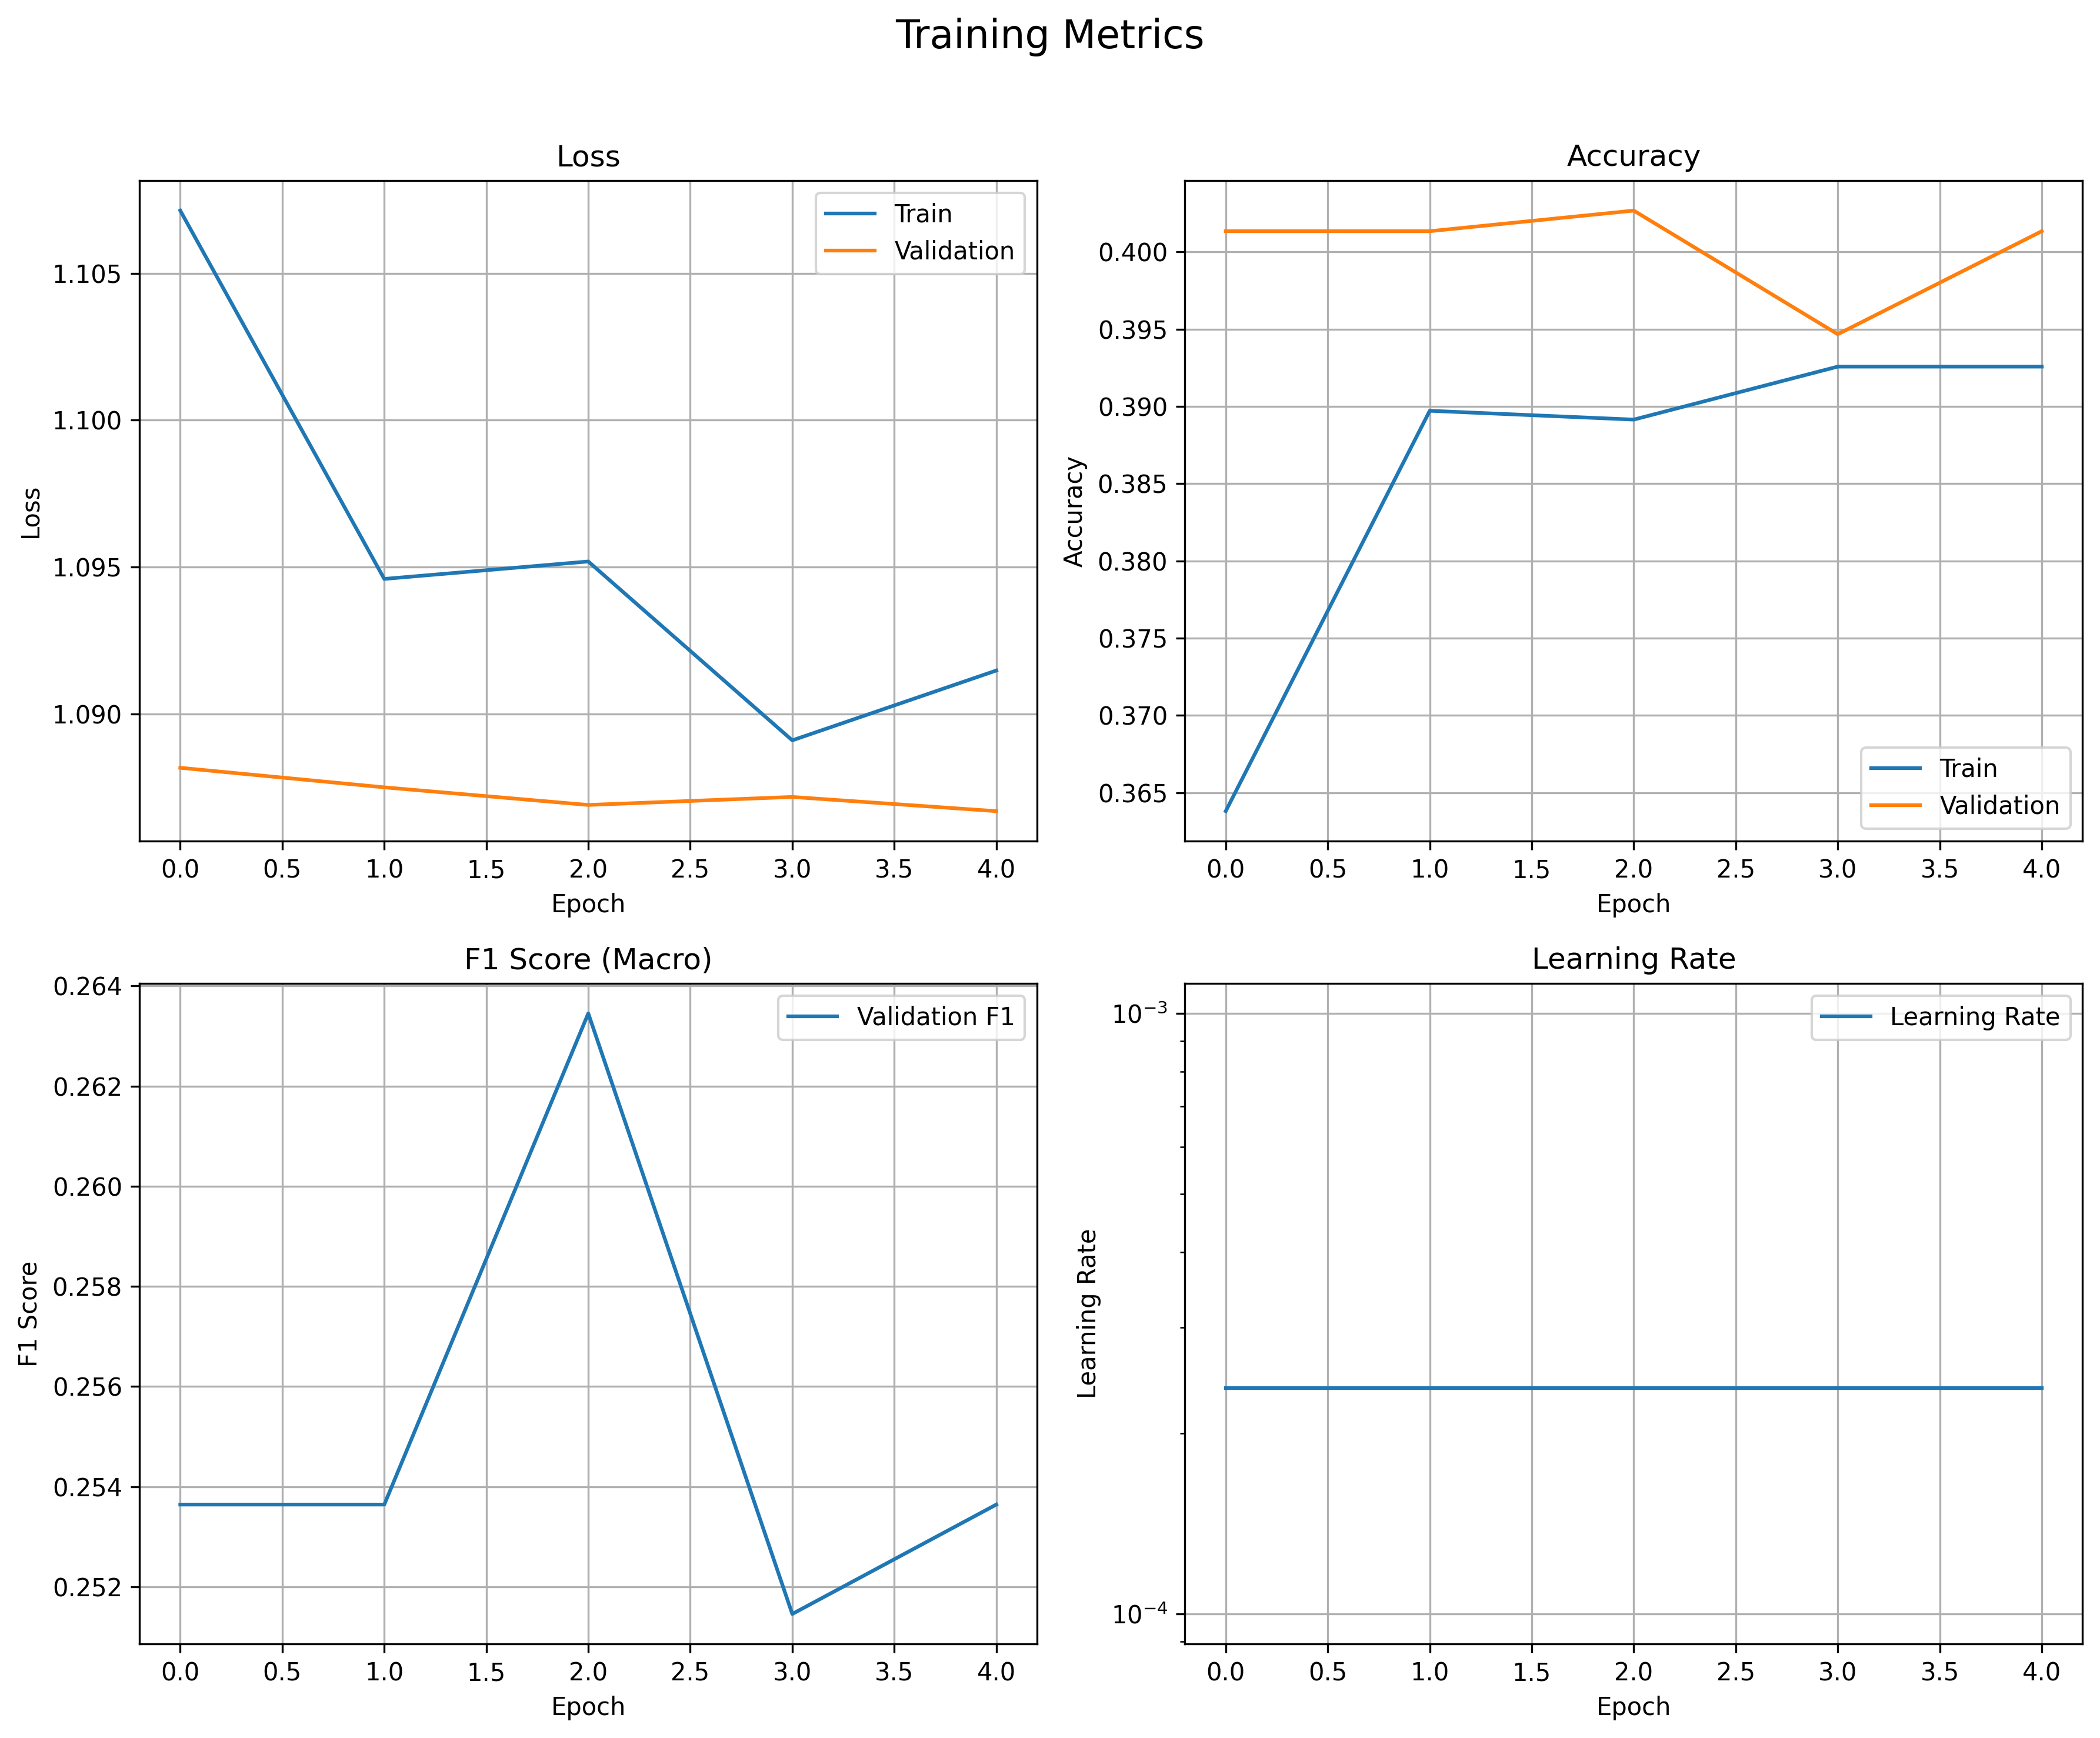 Training Metrics
Loss
Train
Validation
Loss
1.105
1.100
1.095
1.090
0.0 0.5 1.0 1.5 2.0 2.5 3.0 3.5 4.0
Epoch
Accuracy
Accuracy
0.400
0.395
0.390
0.385
0.380
0.375
0.370
0.365
Train
Validation
0.0 0.5 1.0 1.5 2.0 2.5 3.0 3.5 4.0
Epoch
F1 Score (Macro)
Validation F1
F1 Score
0.264
0.262
0.260
0.258
0.256
0.254
0.252
0.0 0.5 1.0 1.5 2.0 2.5 3.0 3.5 4.0
Epoch
Learning Rate
Learning Rate
Learning Rate
10⁻³
10⁻⁴
0.0 0.5 1.0 1.5 2.0 2.5 3.0 3.5 4.0
Epoch